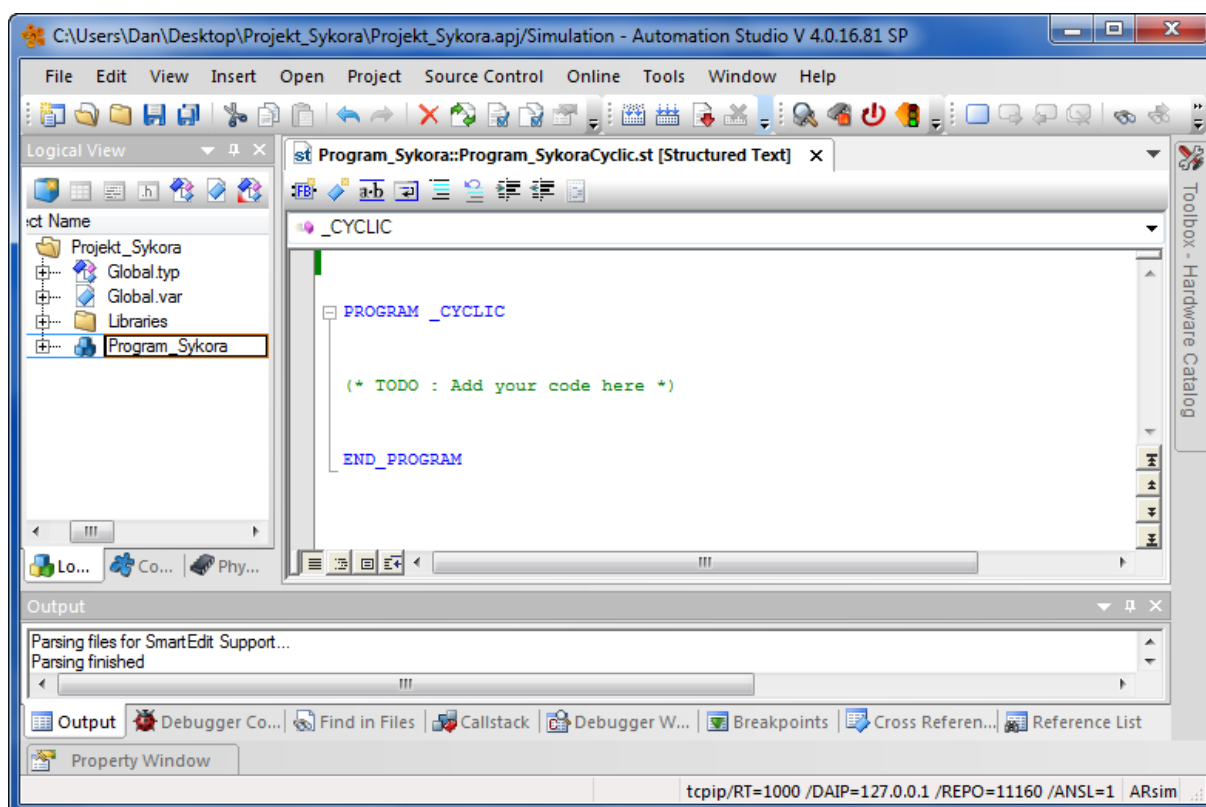 C:\Users\Dan\Desktop\Projekt_Sykora\Projekt_Sykora.apj/Simulation - Automation Studio V 4.0.16.81 SP
File Edit View Insert Open Project Source Control Online Tools Window Help
Logical View
st Program_Sykora::Program_SykoraCyclic.st [Structured Text]
ct Name
_CYCLIC
Projekt_Sykora
Global.typ
Global.var
Libraries
Program_Sykora
PROGRAM _CYCLIC
(* TODO : Add your code here *)
END_PROGRAM
Toolbox - Hardware Catalog
Lo... Co... Phy...
Output
Parsing files for SmartEdit Support...
Parsing finished
Output Debugger Co... Find in Files Callstack Debugger W... Breakpoints Cross Referen... Reference List
Property Window
tcpip/RT=1000 /DAIP=127.0.0.1 /REPO=11160 /ANSL=1 ARsim